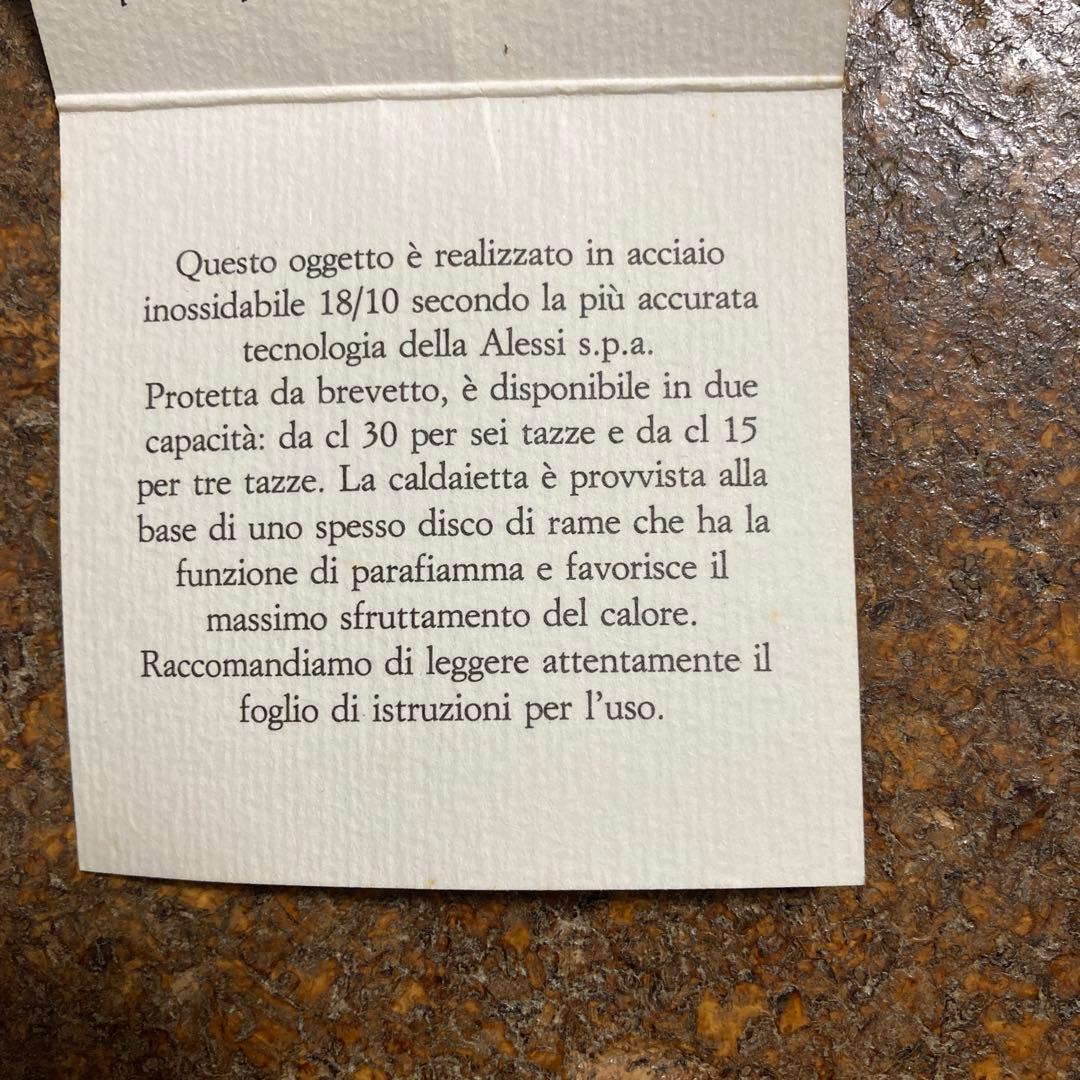 Questo oggetto è realizzato in acciaio
inossidabile 18/10 secondo la più accurata
tecnologia della Alessi s.p.a.
Protetta da brevetto, è disponibile in due
capacità: da cl 30 per sei tazze e da cl 15
per tre tazze. La caldaietta è provvista alla
base di uno spesso disco di rame che ha la
funzione di parafiamma e favorisce il
massimo sfruttamento del calore.
Raccomandiamo di leggere attentamente il
foglio di istruzioni per l'uso.